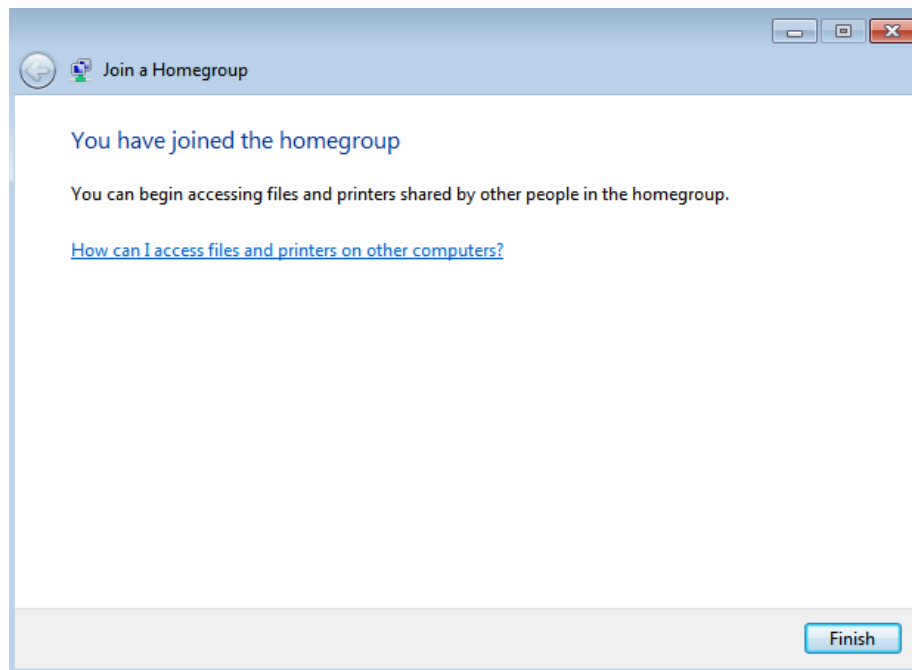 Join a Homegroup
You have joined the homegroup
You can begin accessing files and printers shared by other people in the homegroup.
How can I access files and printers on other computers?
Finish